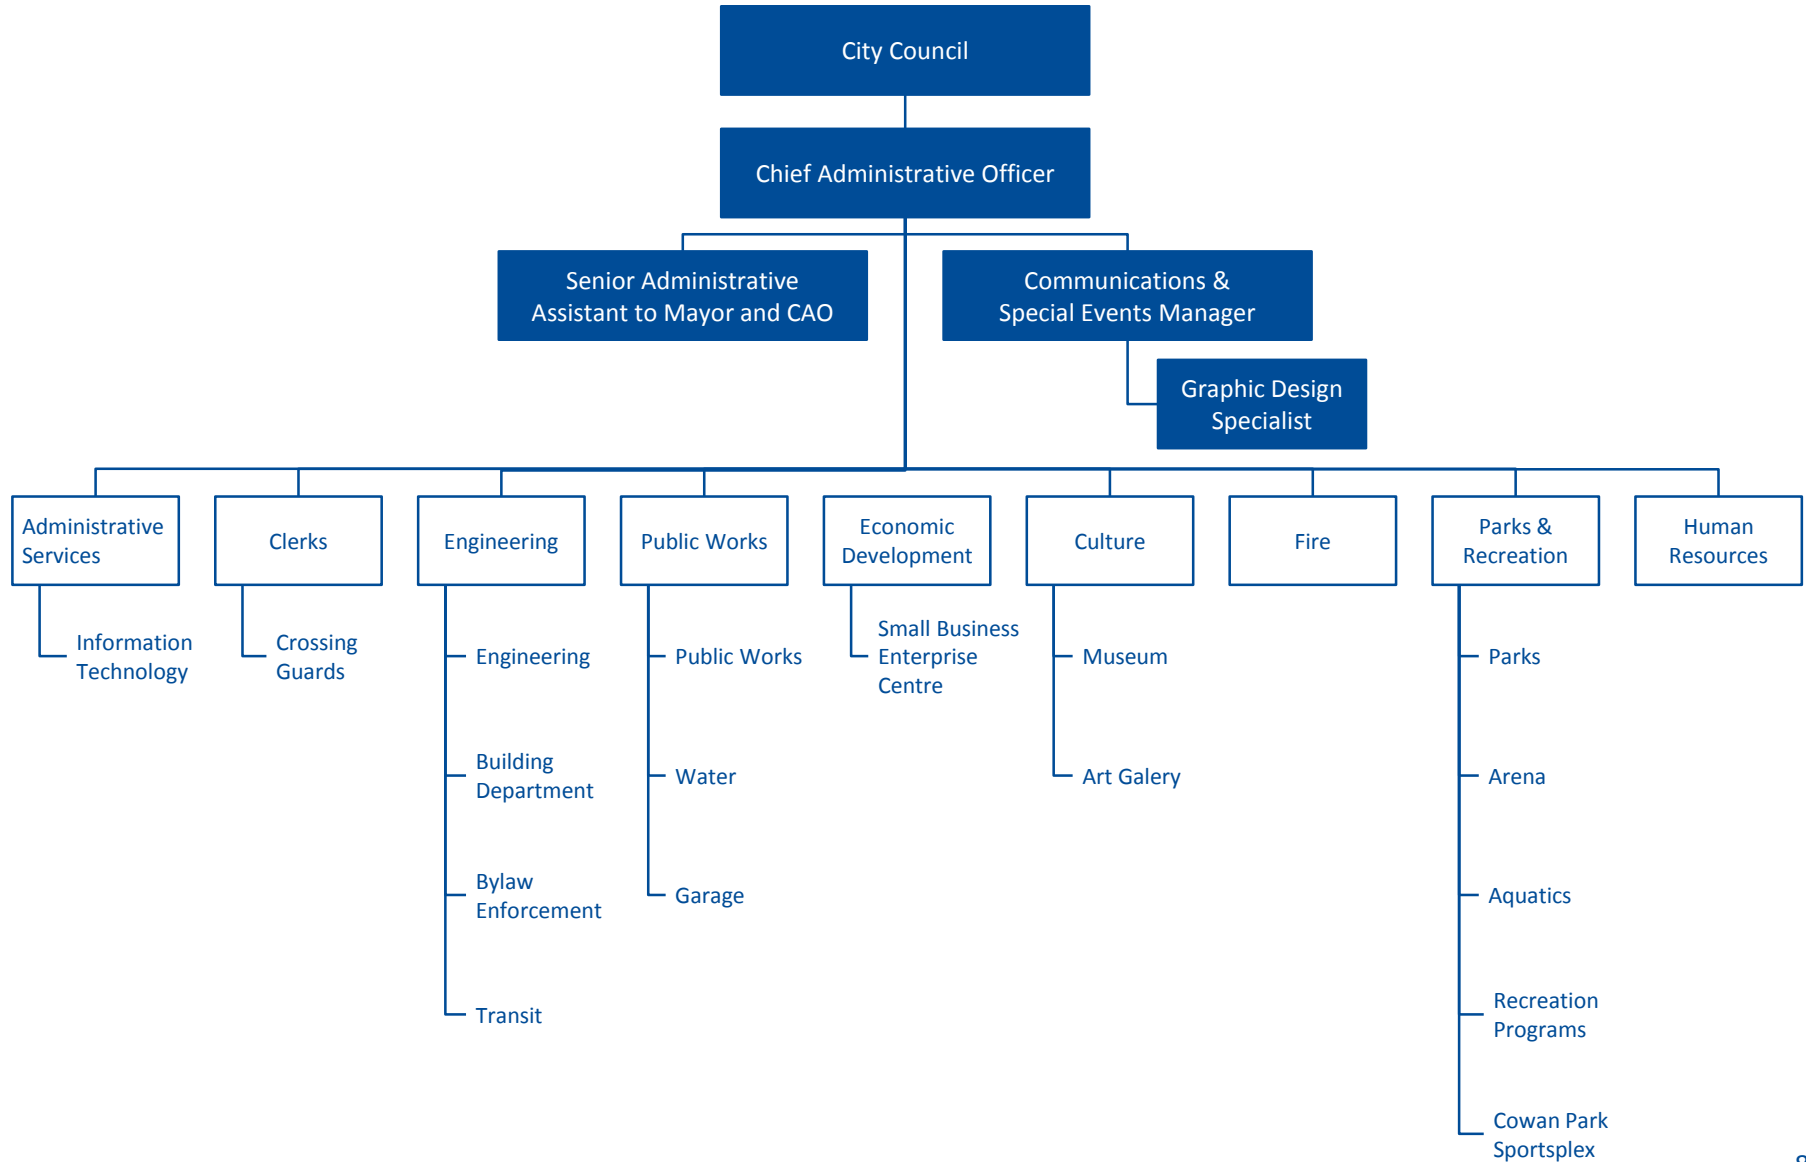 City Council
Chief Administrative Officer
Senior Administrative
Assistant to Mayor and CAO
Communications &
Special Events Manager
Graphic Design
Specialist
Administrative
Services
Clerks
Engineering
Public Works
Economic
Development
Culture
Fire
Parks &
Recreation
Human
Resources
Information
Technology
Crossing
Guards
Engineering
Building
Department
Bylaw
Enforcement
Transit
Public Works
Water
Garage
Small Business
Enterprise
Centre
Museum
Art Galery
Parks
Arena
Aquatics
Recreation
Programs
Cowan Park
Sportsplex